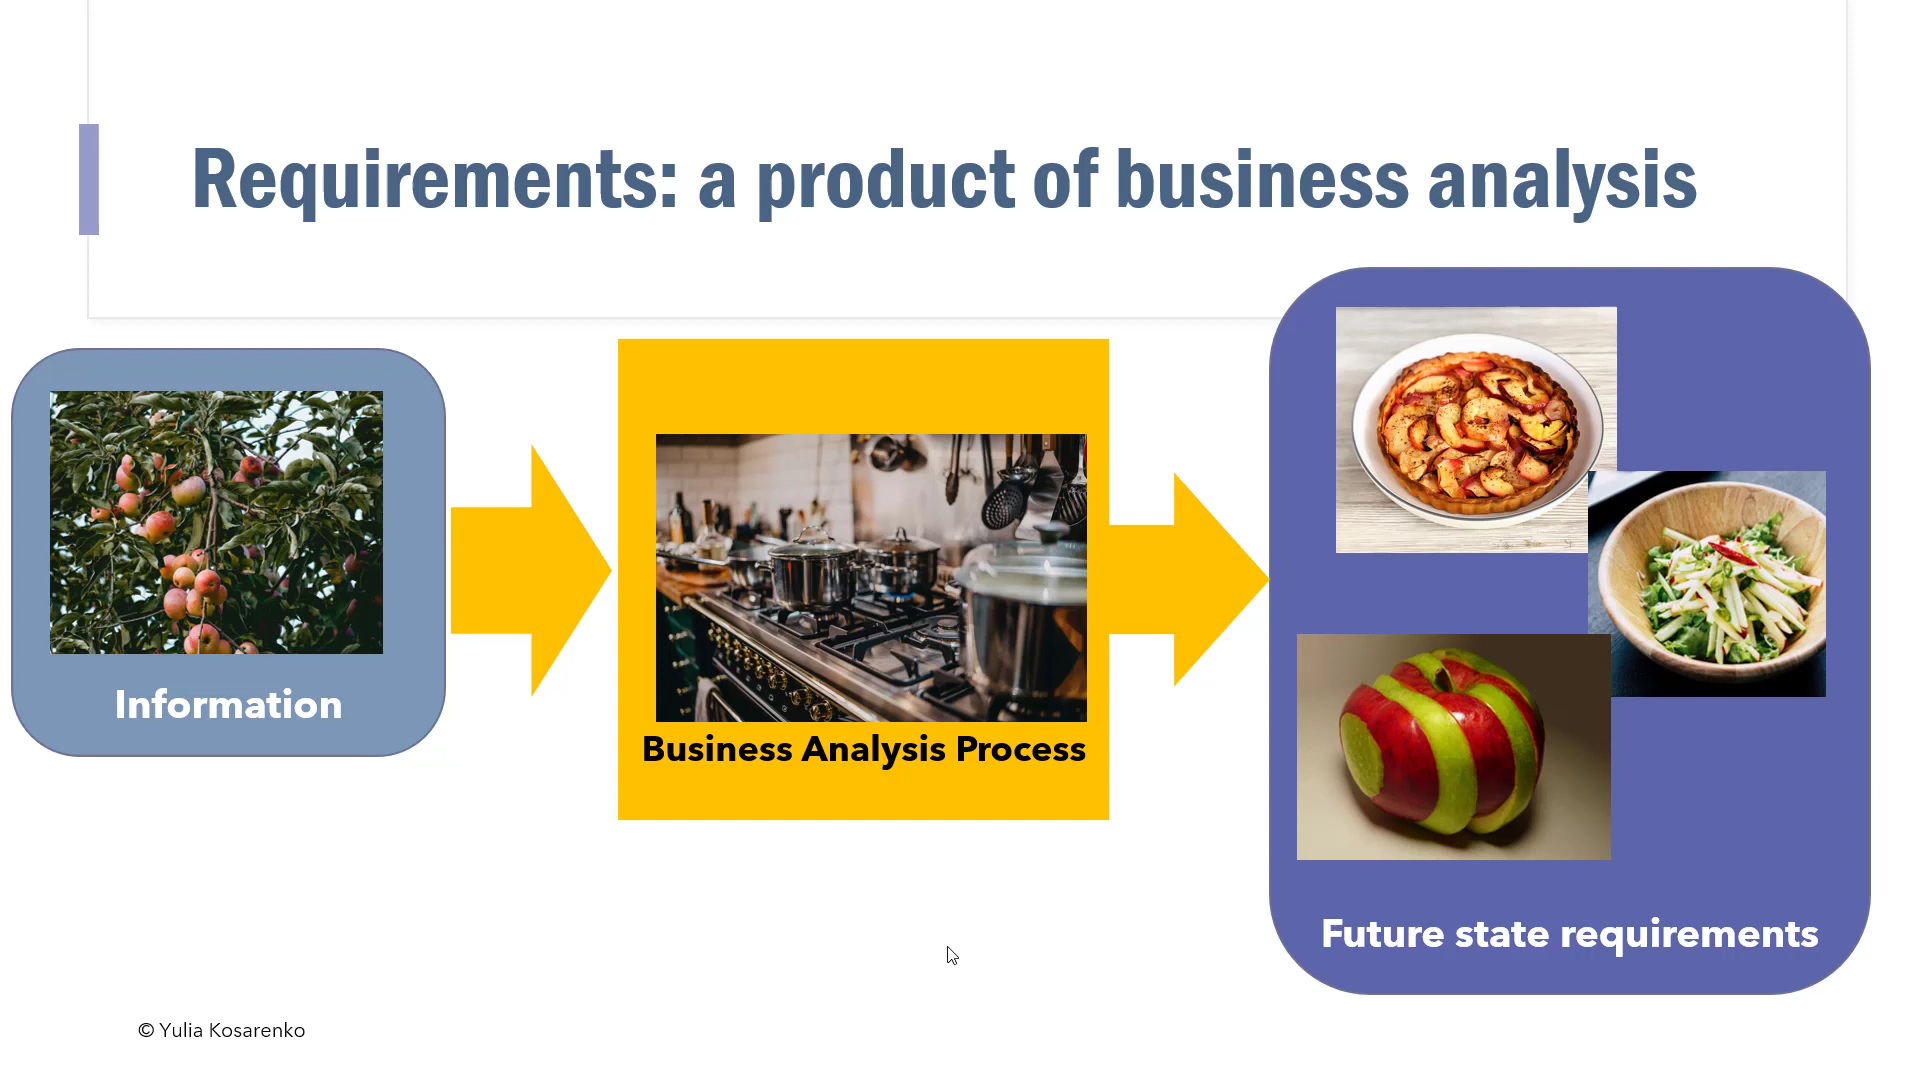 Requirements: a product of business analysis
Information
Business Analysis Process
Future state requirements
© Yulia Kosarenko